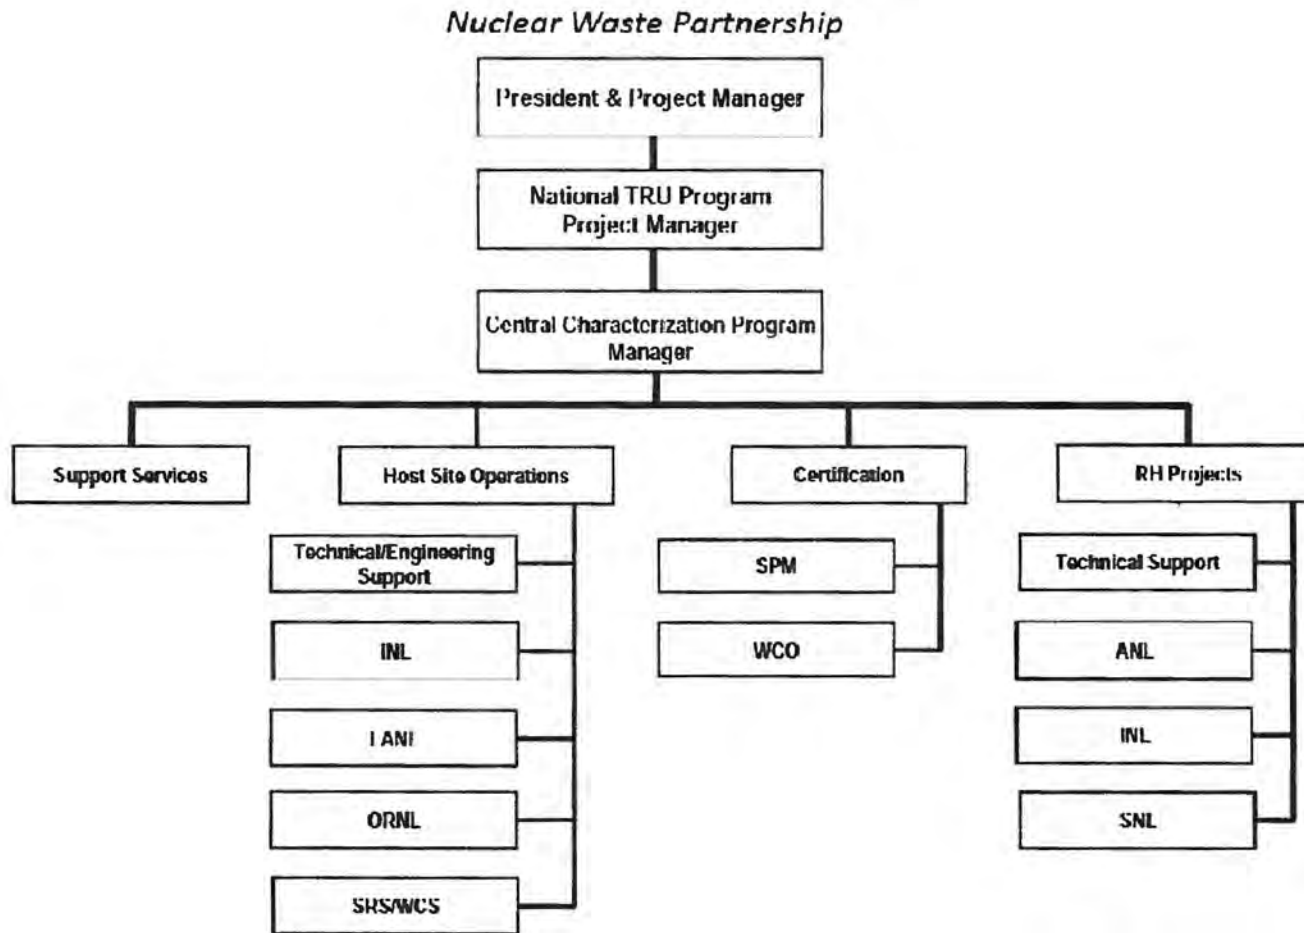 Nuclear Waste Partnership
President & Project Manager
National TRU Program
Project Manager
Central Characterization Program
Manager
Support Services
Host Site Operations
Certification
RH Projects
Technical/Engineering
Support
SPM
Technical Support
INL
WCO
ANL
LANL
INL
ORNL
SNL
SRS/WCS